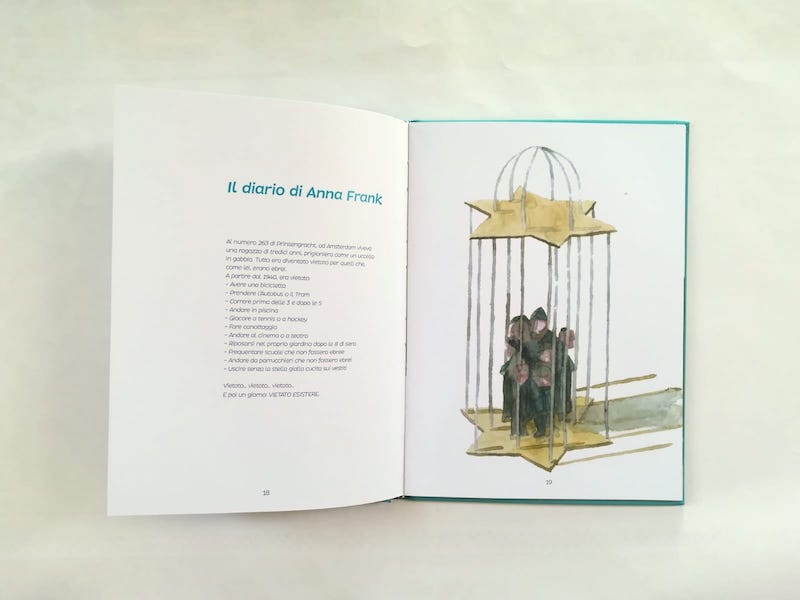 Il diario di Anna Frank
Al numero 263 di Prinsengracht, ad Amsterdam viveva
una ragazza di tredici anni, prigioniera come un uccello
in gabbia. Tutto era diventato vietato per quelli che,
come lei, erano ebrei.
A partire dal 1940, era vietato:
- Avere una bicicletta
- Prendere l'Autobus o il Tram
- Correre prima delle 3 e dopo le 5
- Andare in piscina
- Giocare a tennis o a hockey
- Fare canottaggio
- Andare al cinema o a teatro
- Riposarsi nel proprio giardino dopo le 8 di sera
- Frequentare scuole che non fossero ebree
- Andare da parrucchieri che non fossero ebrei
- Uscire senza la stella gialla cucita sui vestiti
Vietato... vietato... vietato...
E poi un giorno: VIETATO ESISTERE.
18
19